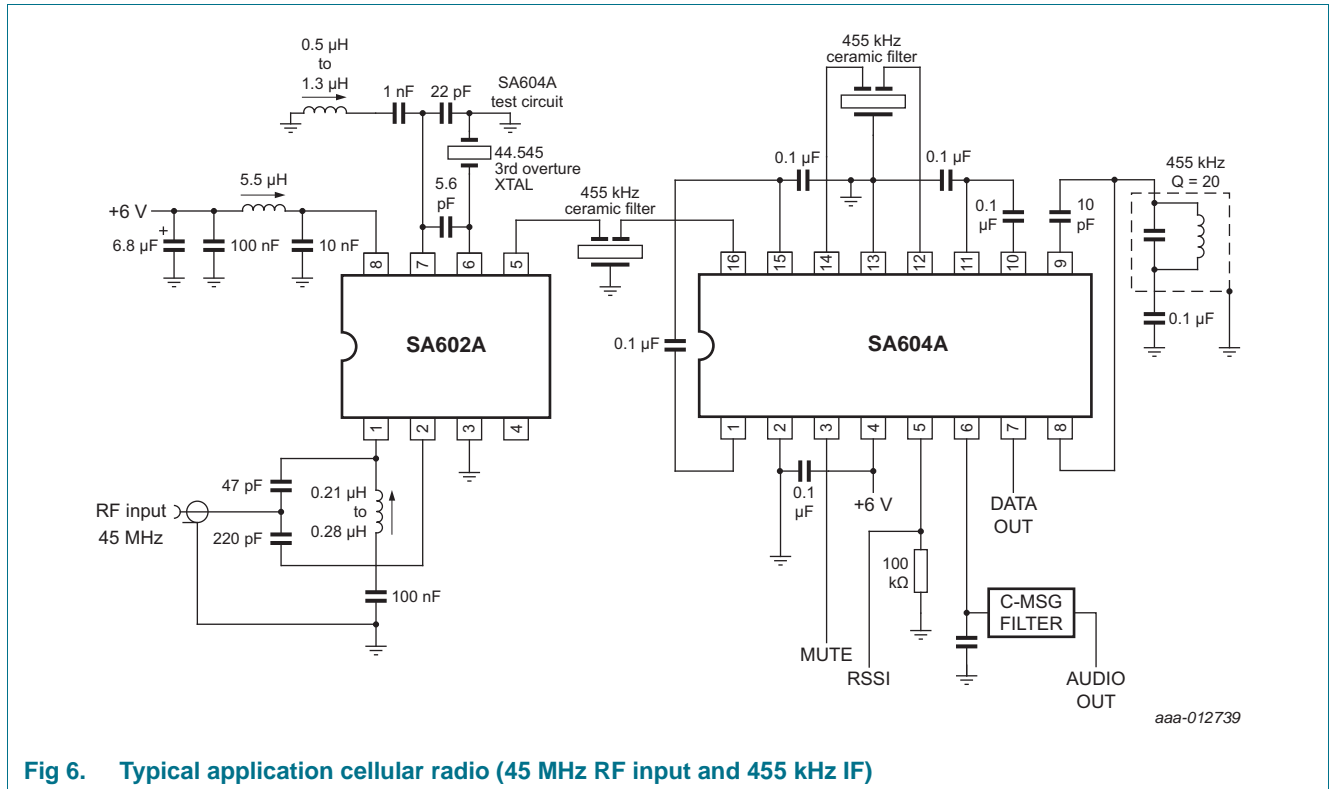 0.5 µH
to
1.3 µH
1 nF
22 pF
SA604A
test circuit
44.545
3rd overture
XTAL
5.5 µH
+6 V
+
6.8 µF
100 nF
10 nF
5.6
pF
455 kHz
ceramic filter
8
7
6
5
SA602A
1
2
3
4
47 pF
0.21 µH
to
0.28 µH
RF input
45 MHz
220 pF
100 nF
455 kHz
ceramic filter
0.1 µF
0.1 µF
0.1
µF
10
pF
455 kHz
Q = 20
0.1 µF
16
15
14
13
12
11
10
9
0.1 µF
SA604A
1
2
3
4
5
6
7
8
0.1
µF
+6 V
DATA
OUT
100
kΩ
C-MSG
FILTER
MUTE
RSSI
AUDIO
OUT
aaa-012739
Fig 6. Typical application cellular radio (45 MHz RF input and 455 kHz IF)